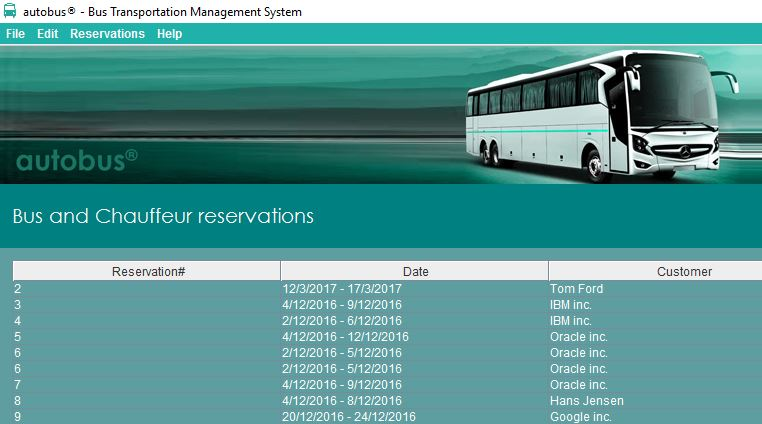 autobus® - Bus Transportation Management System
File Edit Reservations Help
autobus®
Bus and Chauffeur reservations
Reservation# Date Customer
2 12/3/2017 - 17/3/2017 Tom Ford
3 4/12/2016 - 9/12/2016 IBM inc.
4 2/12/2016 - 6/12/2016 IBM inc.
5 4/12/2016 - 12/12/2016 Oracle inc.
6 2/12/2016 - 5/12/2016 Oracle inc.
6 2/12/2016 - 5/12/2016 Oracle inc.
7 4/12/2016 - 9/12/2016 Oracle inc.
8 4/12/2016 - 8/12/2016 Hans Jensen
9 20/12/2016 - 24/12/2016 Google inc.